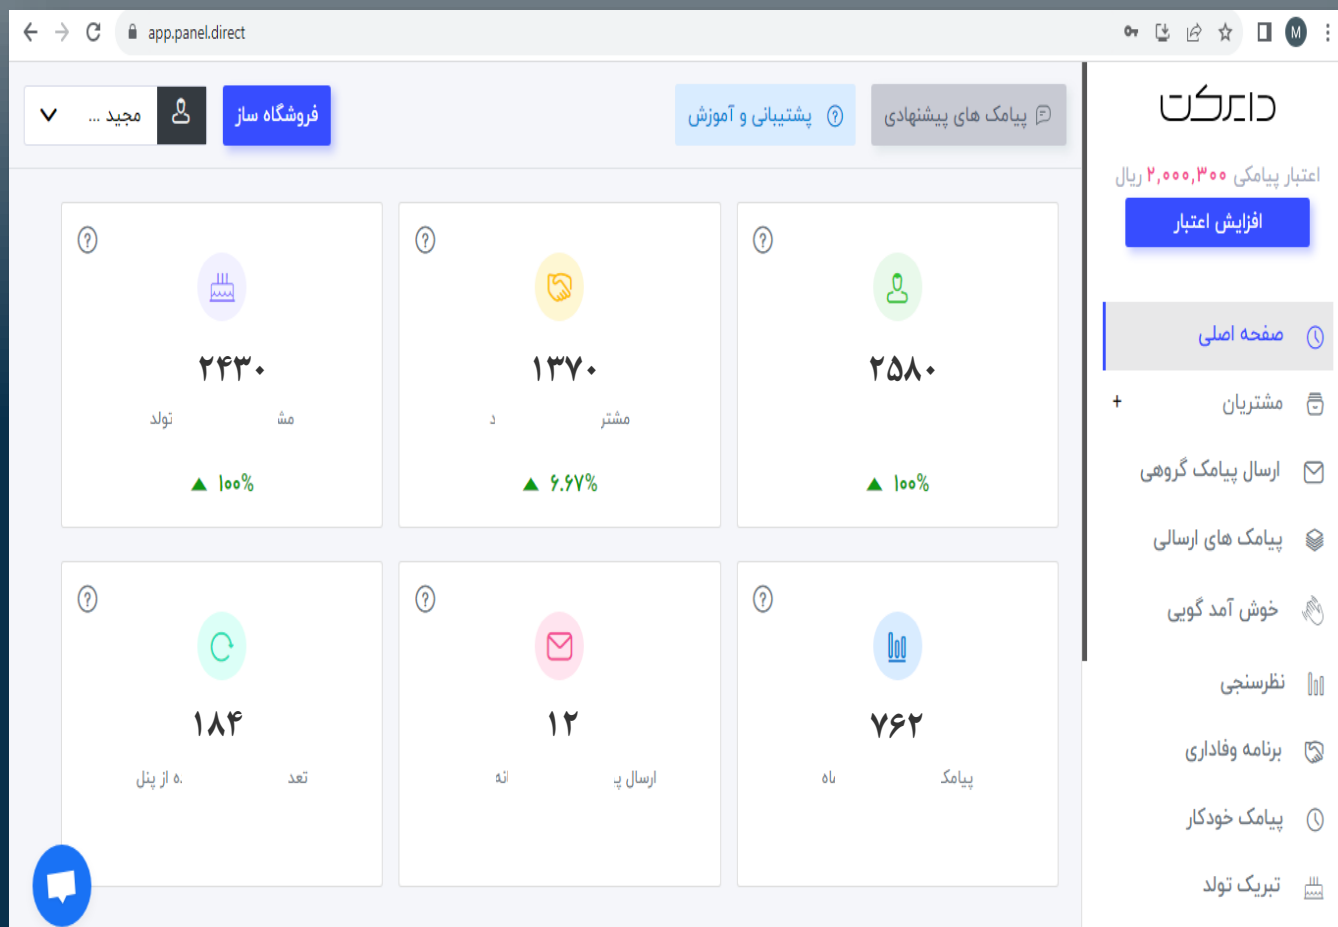 app.panel.direct
M
دایرکت
اعتبار پیامکی ۲,۰۰۰,۳۰۰ ریال
افزایش اعتبار
صفحه اصلی
مشتریان +
ارسال پیامک گروهی
پیامک های ارسالی
خوش آمد گویی
نظرسنجی
برنامه وفاداری
پیامک خودکار
تبریک تولد
پیامک های پیشنهادی
پشتیبانی و آموزش
فروشگاه ساز
مجید ...
۲۵۸۰
۱۰۰%
۱۳۷۰
مشتر د
۶.۶۷%
۲۴۳۰
مش تولد
۱۰۰%
۷۶۲
پیامک ماه
۱۲
ارسال پی انه
۱۸۴
تعد ه از پنل